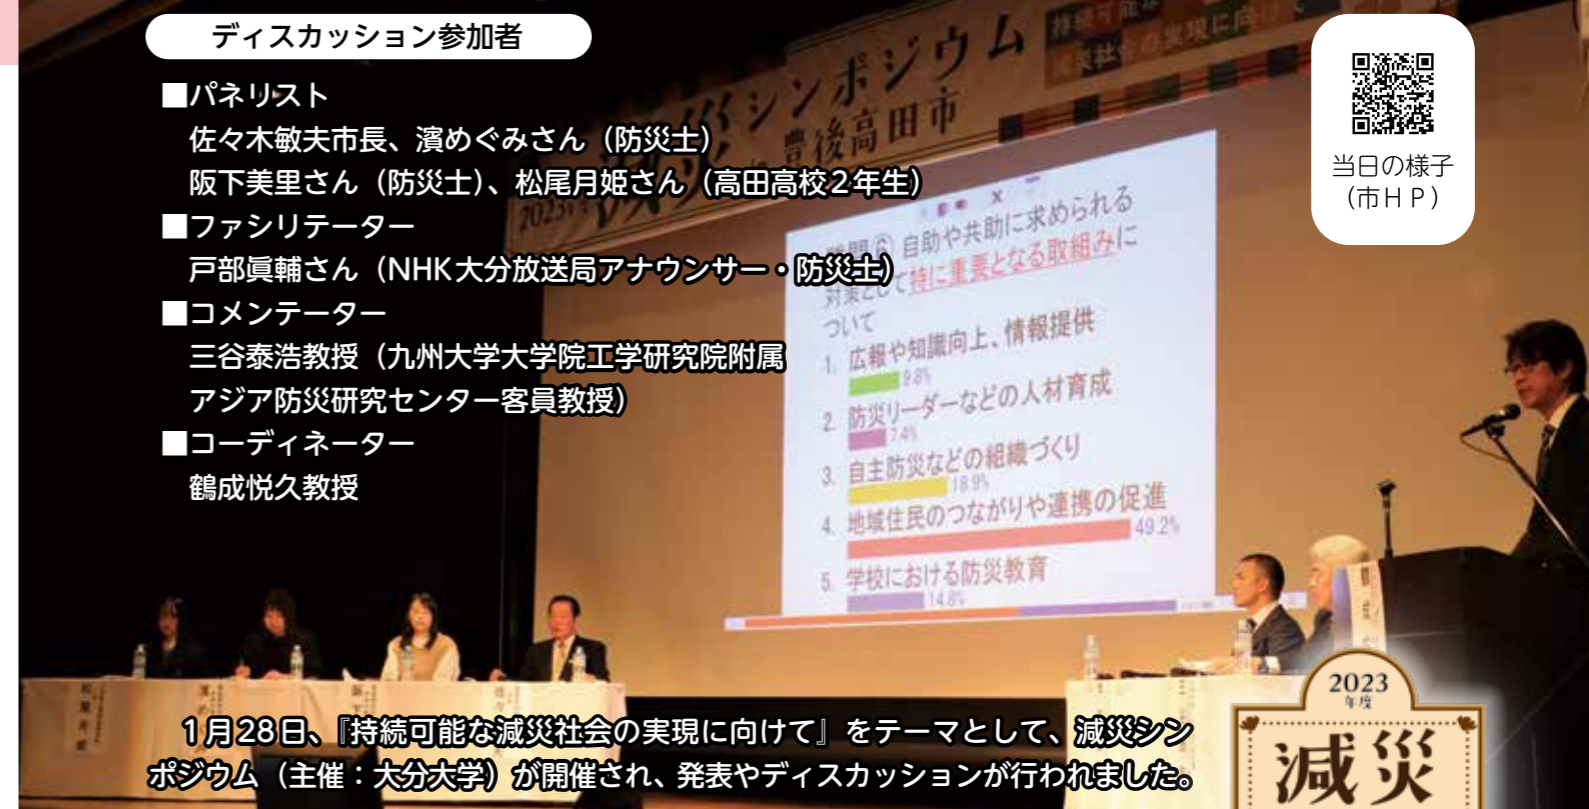 ディスカッション参加者
■パネリスト
佐々木敏夫市長、濱めぐみさん（防災士）
阪下美里さん（防災士）、松尾月姫さん（高田高校２年生）
■ファシリテーター
戸部眞輔さん（NHK大分放送局アナウンサー・防災士）
■コメンテーター
三谷泰浩教授（九州大学大学院工学研究院附属
アジア防災研究センター客員教授）
■コーディネーター
鶴成悦久教授
当日の様子
（市ＨＰ）
災シンポジウム
豊後高田市
⑥ 自助や共助に求められる
対策として特に重要となる取組みに
ついて
1. 広報や知識向上、情報提供
9.8%
2. 防災リーダーなどの人材育成
7.4%
3. 自主防災などの組織づくり
18.9%
4. 地域住民のつながりや連携の促進
49.2%
5. 学校における防災教育
14.8%
１月28日、『持続可能な減災社会の実現に向けて』をテーマとして、減災シン
ポジウム（主催：大分大学）が開催され、発表やディスカッションが行われました。
2023
年度
減災